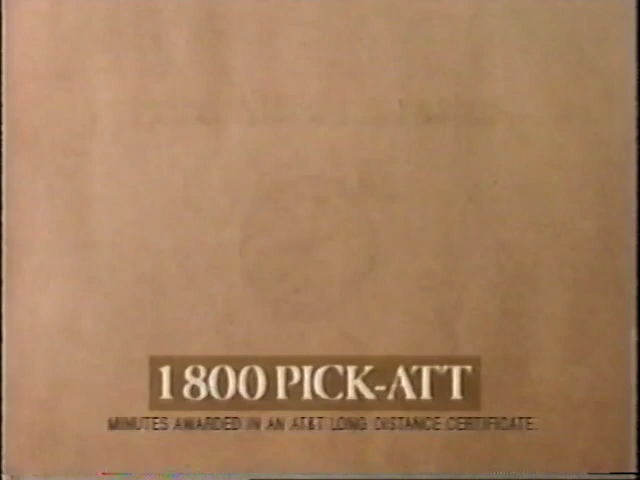 1 800 PICK-ATT
MINUTES AWARDED IN AN AT&T LONG DISTANCE CERTIFICATE.